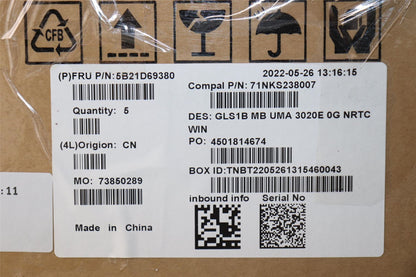 CFB
(P)FRU P/N:5B21D69380
2022-05-26 13:16:15
Compal P/N: 71NKS238007
Quantity: 5
DES: GLS1B MB UMA 3020E 0G NRTC
WIN
(4L)Origion: CN
PO: 4501814674
MO: 73850289
BOX ID:TNBT2205261315460043
inbound info
Serial No
Made in China
:11